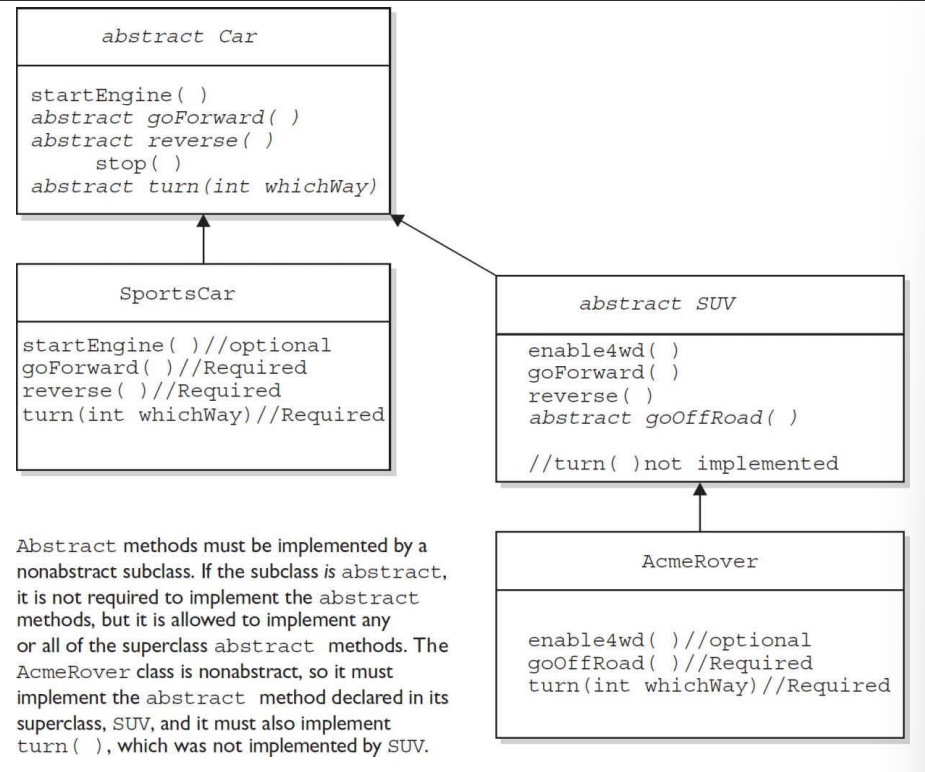 abstract Car
startEngine( )
abstract goForward( )
abstract reverse( )
stop( )
abstract turn(int whichWay)
SportsCar
startEngine( )//optional
goForward( )//Required
reverse( )//Required
turn(int whichWay)//Required
abstract SUV
enable4wd( )
goForward( )
reverse( )
abstract goOffRoad( )
//turn( )not implemented
AcmeRover
enable4wd( )//optional
goOffRoad( )//Required
turn(int whichWay)//Required
Abstract methods must be implemented by a
nonabstract subclass. If the subclass is abstract,
it is not required to implement the abstract
methods, but it is allowed to implement any
or all of the superclass abstract methods. The
AcmeRover class is nonabstract, so it must
implement the abstract method declared in its
superclass, SUV, and it must also implement
turn( ), which was not implemented by SUV.